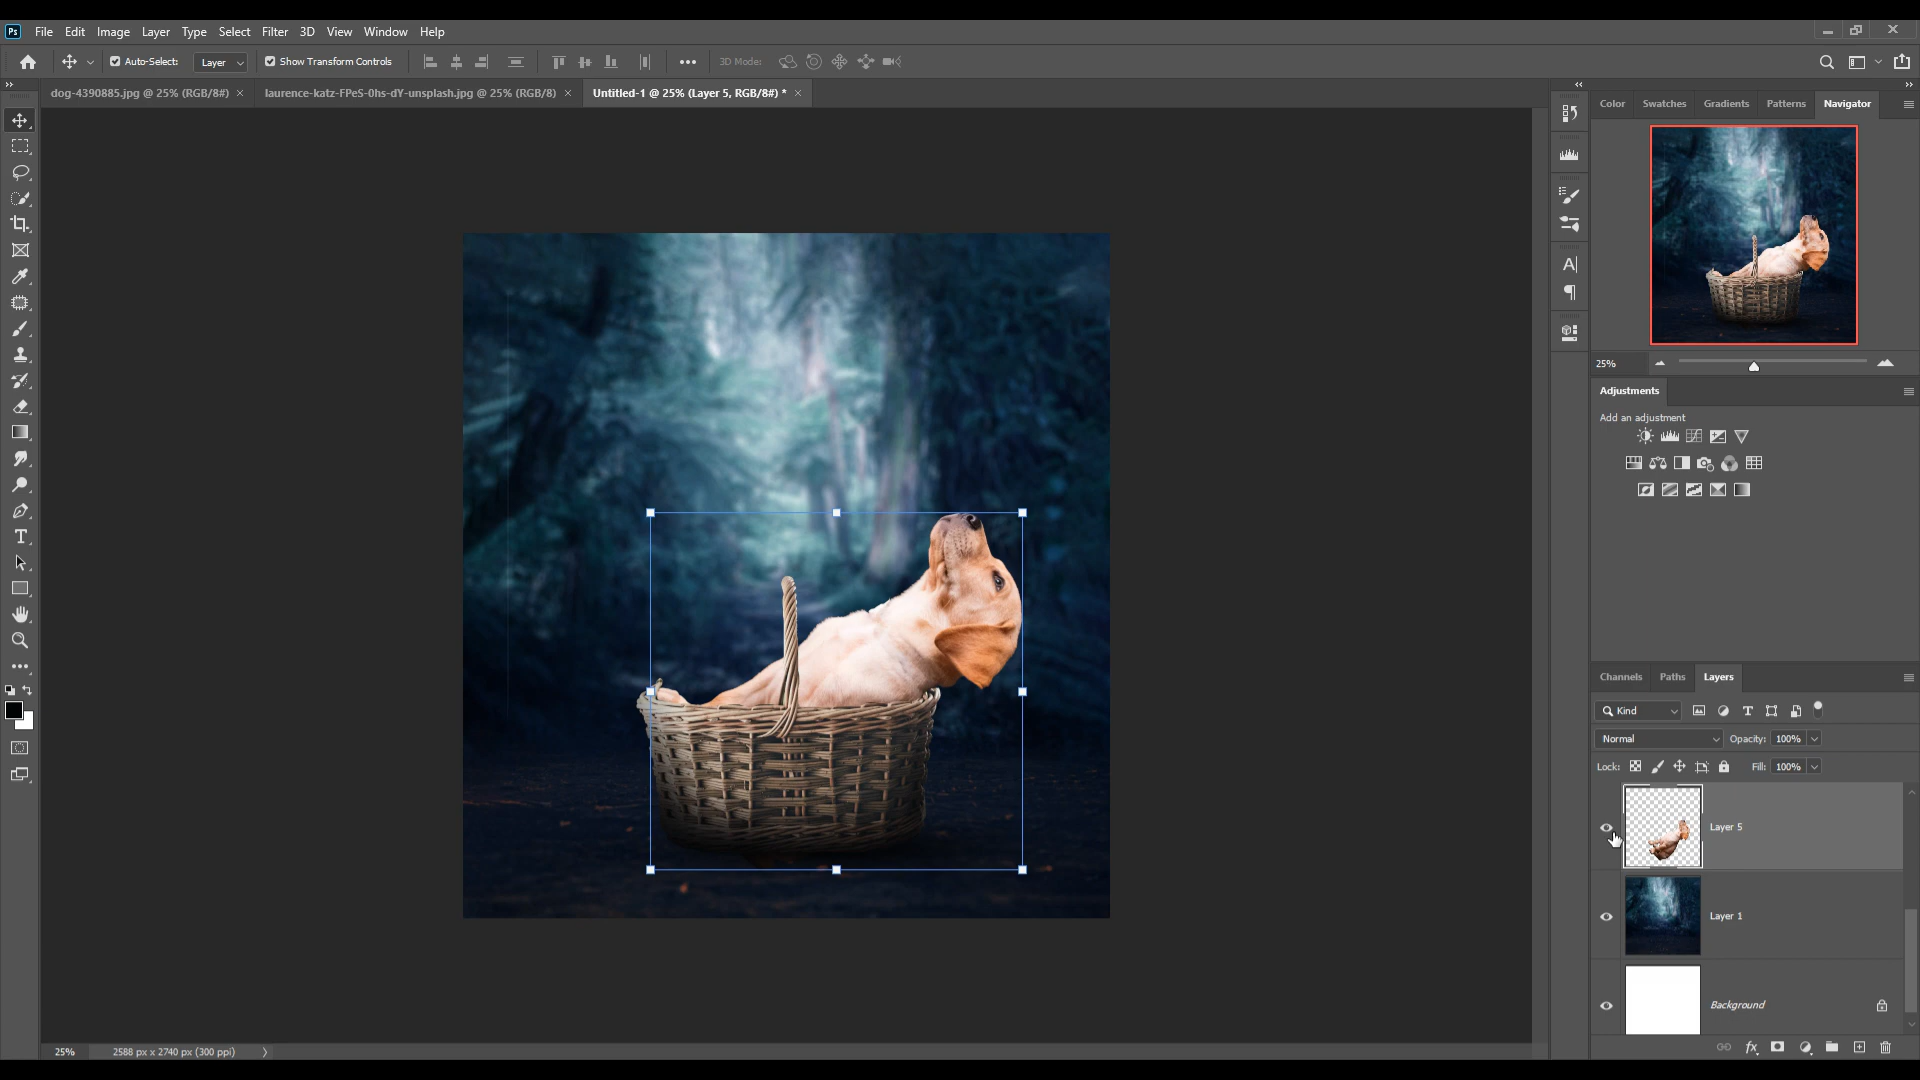 Ps File Edit Image Layer Type Select Filter 3D View Window Help
Auto-Select: Layer Show Transform Controls 3D Mode:
dog-4390885.jpg @ 25% (RGB/8#) × laurence-katz-FPeS-0hs-dY-unsplash.jpg @ 25% (RGB/8) × Untitled-1 @ 25% (Layer 5, RGB/8#) * ×
Color Swatches Gradients Patterns Navigator
25%
Adjustments
Add an adjustment
Channels Paths Layers
Kind
Normal Opacity: 100%
Lock: Fill: 100%
Layer 5
Layer 1
Background
25% 2588 px x 2740 px (300 ppi)